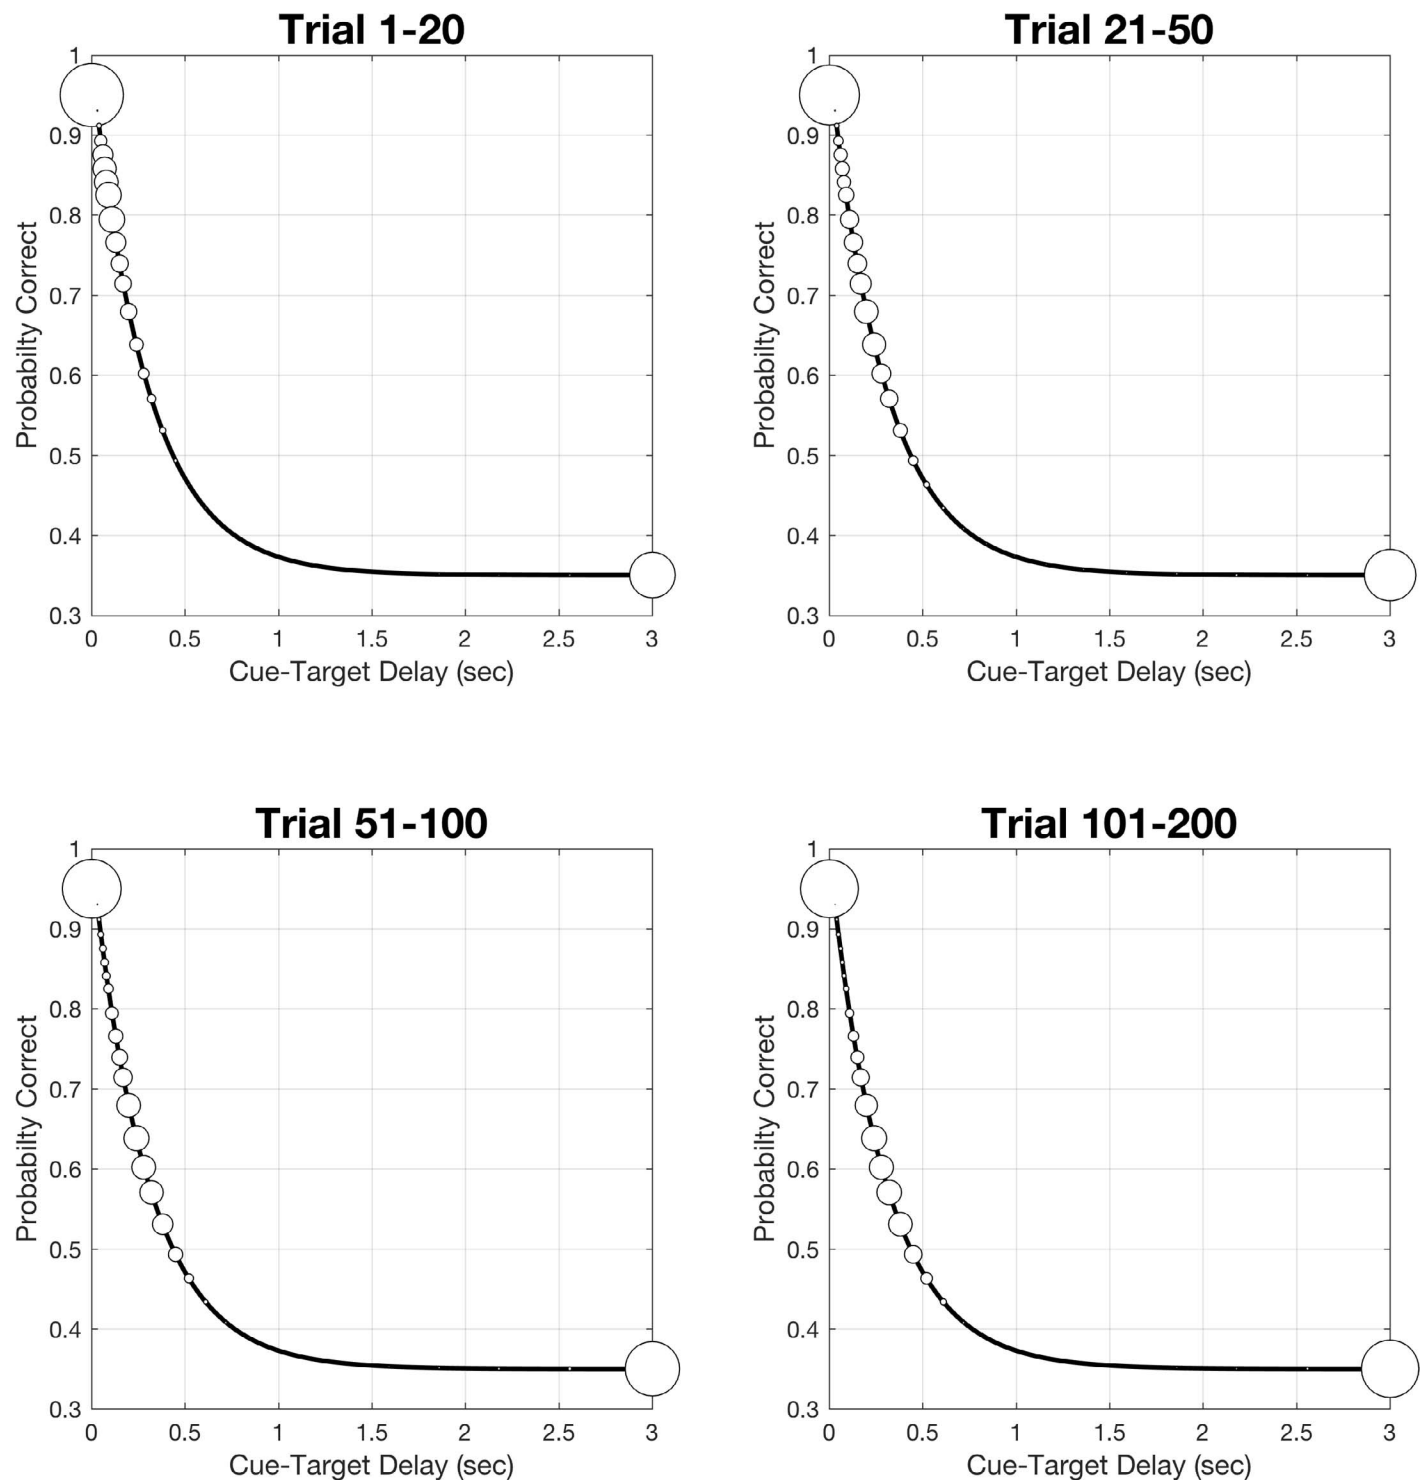 Trial 1-20
Trial 21-50
1
0.9
0.8
0.7
0.6
0.5
0.4
0.3
Probabilty Correct
0 0.5 1 1.5 2 2.5 3
Cue-Target Delay (sec)
1
0.9
0.8
0.7
0.6
0.5
0.4
0.3
Probabilty Correct
0 0.5 1 1.5 2 2.5 3
Cue-Target Delay (sec)
Trial 51-100
Trial 101-200
1
0.9
0.8
0.7
0.6
0.5
0.4
0.3
Probabilty Correct
0 0.5 1 1.5 2 2.5 3
Cue-Target Delay (sec)
1
0.9
0.8
0.7
0.6
0.5
0.4
0.3
Probabilty Correct
0 0.5 1 1.5 2 2.5 3
Cue-Target Delay (sec)